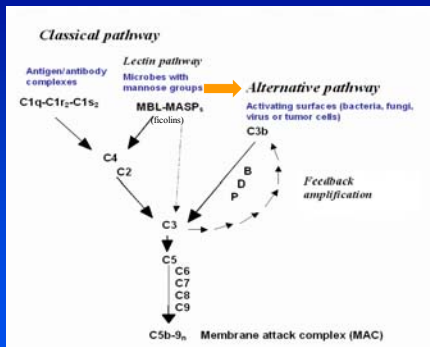 Classical pathway
Antigen/antibody
complexes
C1q-C1r₂-C1s₂
Lectin pathway
Microbes with
mannose groups
MBL-MASPₛ
(ficolins)
Alternative pathway
Activating surfaces (bacteria, fungi,
virus or tumor cells)
C3b
C4
C2
B
D
P
Feedback
amplification
C3
C5
C6
C7
C8
C9
C5b-9ₙ Membrane attack complex (MAC)